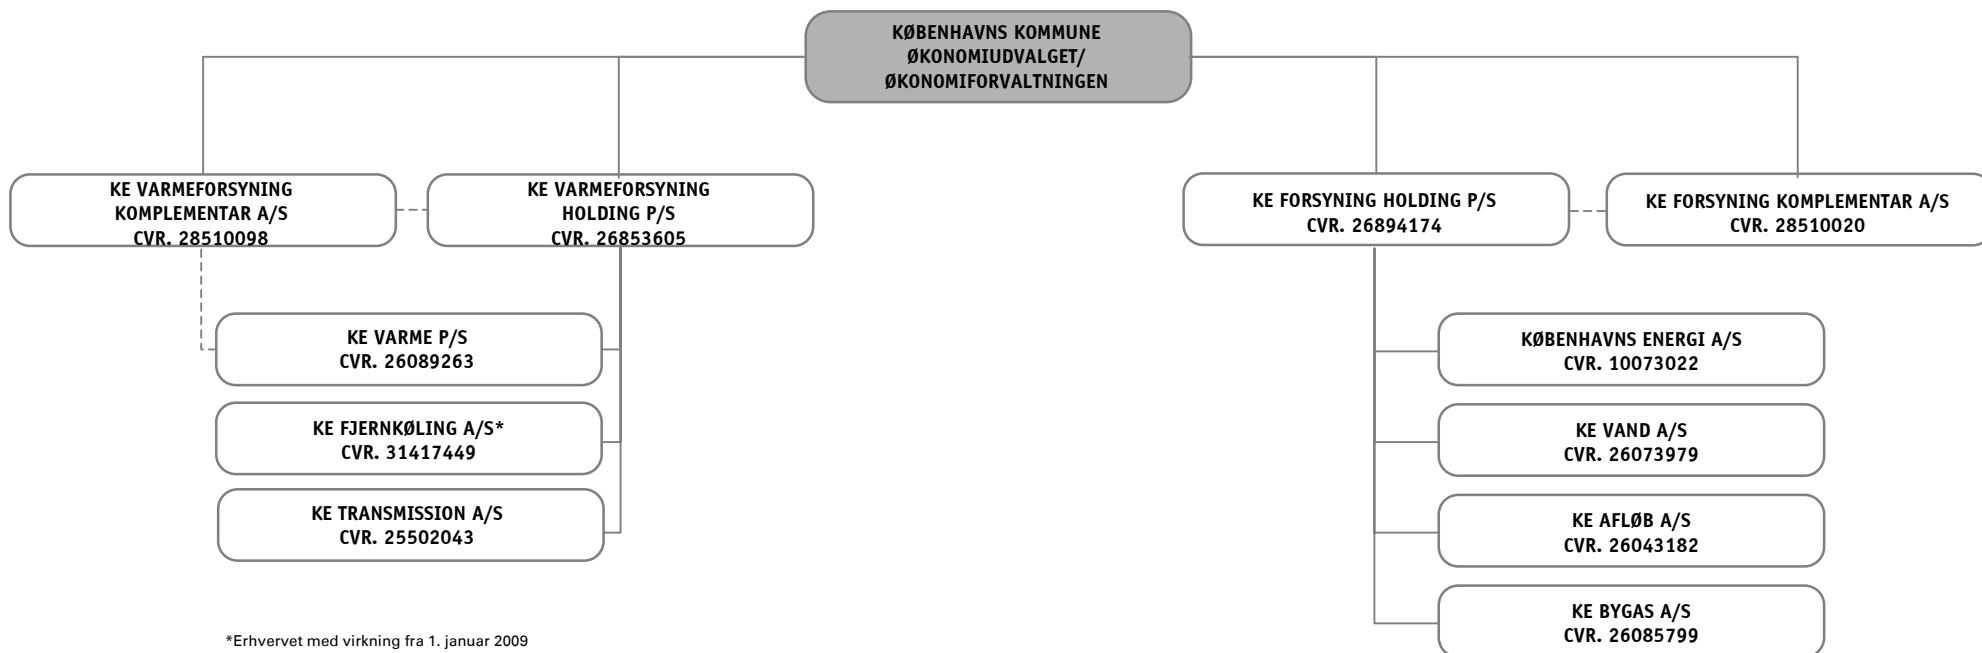 KØBENHAVNS KOMMUNE
ØKONOMIUDVALGET/
ØKONOMIFORVALTNINGEN
KE VARMEFORSYNING
KOMPLEMENTAR A/S
CVR. 28510098
KE VARMEFORSYNING
HOLDING P/S
CVR. 26853605
KE FORSYNING HOLDING P/S
CVR. 26894174
KE FORSYNING KOMPLEMENTAR A/S
CVR. 28510020
KE VARME P/S
CVR. 26089263
KE FJERNKØLING A/S*
CVR. 31417449
KE TRANSMISSION A/S
CVR. 25502043
KØBENHAVNS ENERGI A/S
CVR. 10073022
KE VAND A/S
CVR. 26073979
KE AFLØB A/S
CVR. 26043182
KE BYGAS A/S
CVR. 26085799
*Erhvervet med virkning fra 1. januar 2009